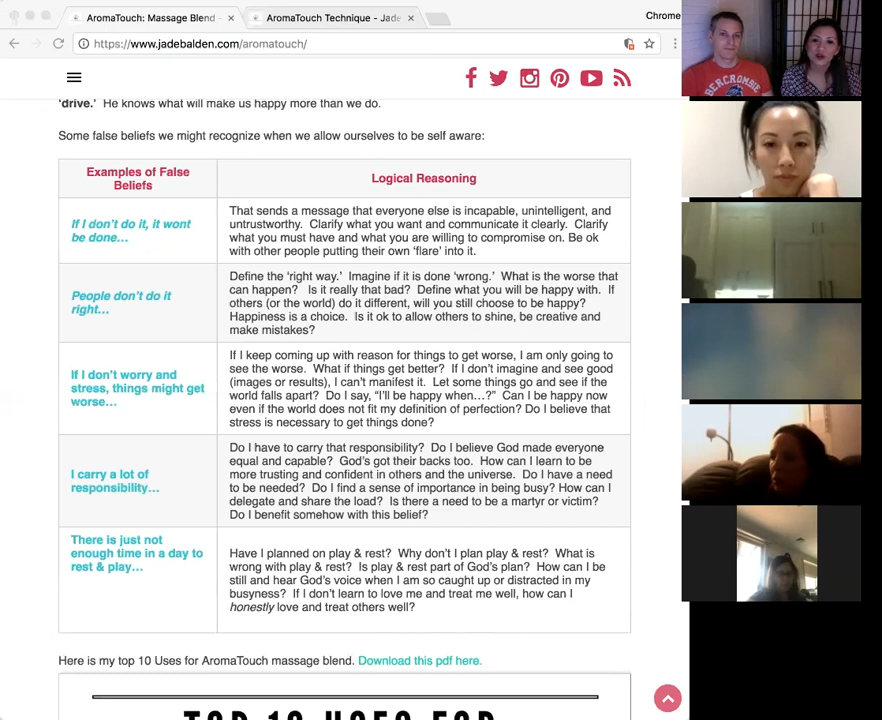 AromaTouch: Massage Blend -
AromaTouch Technique - Jade
Chrome
https://www.jadebalden.com/aromatouch/
'drive.' He knows what will make us happy more than we do.
Some false beliefs we might recognize when we allow ourselves to be self aware:
Examples of False
Beliefs
Logical Reasoning
If I don't do it, it wont
be done…
That sends a message that everyone else is incapable, unintelligent, and
untrustworthy. Clarify what you want and communicate it clearly. Clarify
what you must have and what you are willing to compromise on. Be ok
with other people putting their own 'flare' into it.
People don't do it
right…
Define the 'right way.' Imagine if it is done 'wrong.' What is the worse that
can happen? Is it really that bad? Define what you will be happy with. If
others (or the world) do it different, will you still choose to be happy?
Happiness is a choice. Is it ok to allow others to shine, be creative and
make mistakes?
If I don't worry and
stress, things might get
worse…
If I keep coming up with reason for things to get worse, I am only going to
see the worse. What if things get better? If I don't imagine and see good
(images or results), I can't manifest it. Let some things go and see if the
world falls apart? Do I say, "I'll be happy when…?" Can I be happy now
even if the world does not fit my definition of perfection? Do I believe that
stress is necessary to get things done?
I carry a lot of
responsibility…
Do I have to carry that responsibility? Do I believe God made everyone
equal and capable? God's got their backs too. How can I learn to be
more trusting and confident in others and the universe. Do I have a need
to be needed? Do I find a sense of importance in being busy? How can I
delegate and share the load? Is there a need to be a martyr or victim?
Do I benefit somehow with this belief?
There is just not
enough time in a day to
rest & play…
Have I planned on play & rest? Why don't I plan play & rest? What is
wrong with play & rest? Is play & rest part of God's plan? How can I be
still and hear God's voice when I am so caught up or distracted in my
busyness? If I don't learn to love me and treat me well, how can I
honestly love and treat others well?
Here is my top 10 Uses for AromaTouch massage blend. Download this pdf here.
TOP 10 USES FOR
ABERCROMBIE